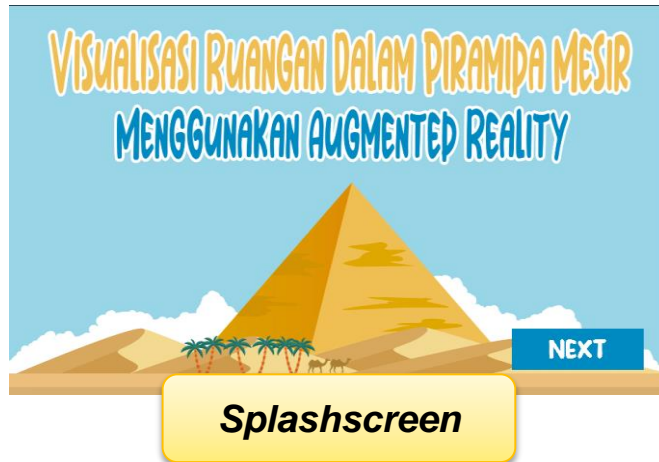 Visualisasi Ruangan Dalam Piramida Mesir
Menggunakan Augmented Reality
NEXT
Splashscreen